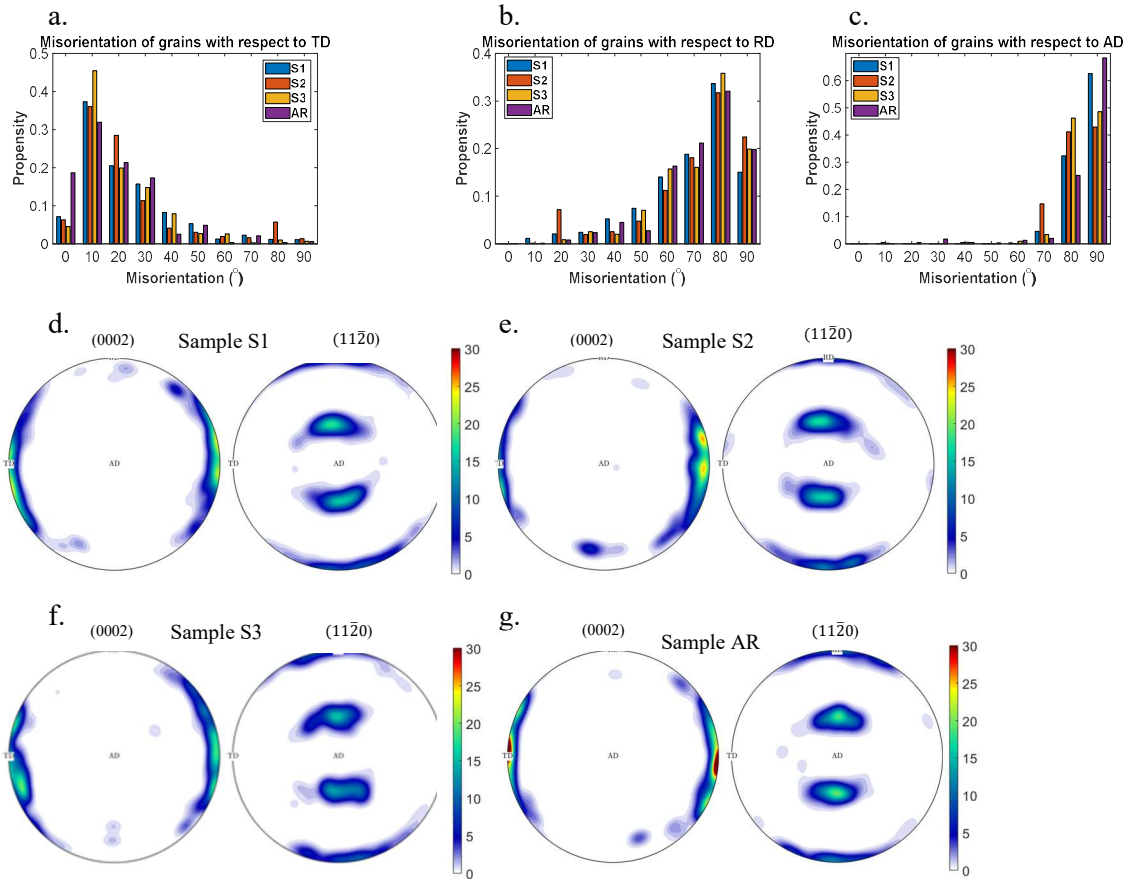 a.
b.
c.
Misorientation of grains with respect to TD
Misorientation of grains with respect to RD
Misorientation of grains with respect to AD
0.5
0.4
0.3
0.2
0.1
0
Propensity
S1
S2
S3
AR
0 10 20 30 40 50 60 70 80 90
Misorientation (°)
0.4
0.3
0.2
0.1
0
Propensity
S1
S2
S3
AR
0 10 20 30 40 50 60 70 80 90
Misorientation (°)
0.6
0.5
0.4
0.3
0.2
0.1
0
Propensity
S1
S2
S3
AR
0 10 20 30 40 50 60 70 80 90
Misorientation (°)
d.
(0002)
Sample S1
(112̅0)
TD
AD
TD
AD
30
25
20
15
10
5
0
e.
(0002)
Sample S2
(112̅0)
RD
AD
TD
AD
30
25
20
15
10
5
0
f.
(0002)
Sample S3
(112̅0)
AD
TD
AD
30
25
20
15
10
5
0
g.
(0002)
Sample AR
(112̅0)
TD
AD
TD
AD
30
25
20
15
10
5
0